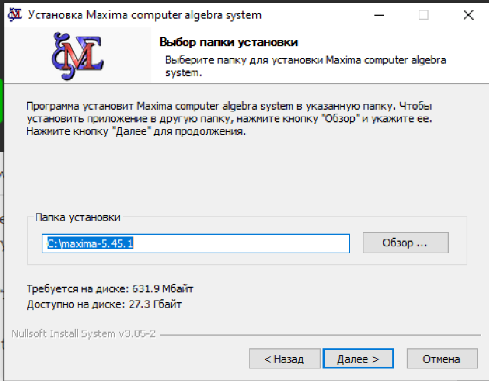 Установка Maxima computer algebra system
Выбор папки установки
Выберите папку для установки Maxima computer algebra
system.
Программа установит Maxima computer algebra system в указанную папку. Чтобы
установить приложение в другую папку, нажмите кнопку "Обзор" и укажите ее.
Нажмите кнопку "Далее" для продолжения.
Папка установки
C:\maxima-5.45.1
Обзор ...
Требуется на диске: 631.9 Мбайт
Доступно на диске: 27.3 Гбайт
Nullsoft Install System v3.05-2
< Назад
Далее >
Отмена